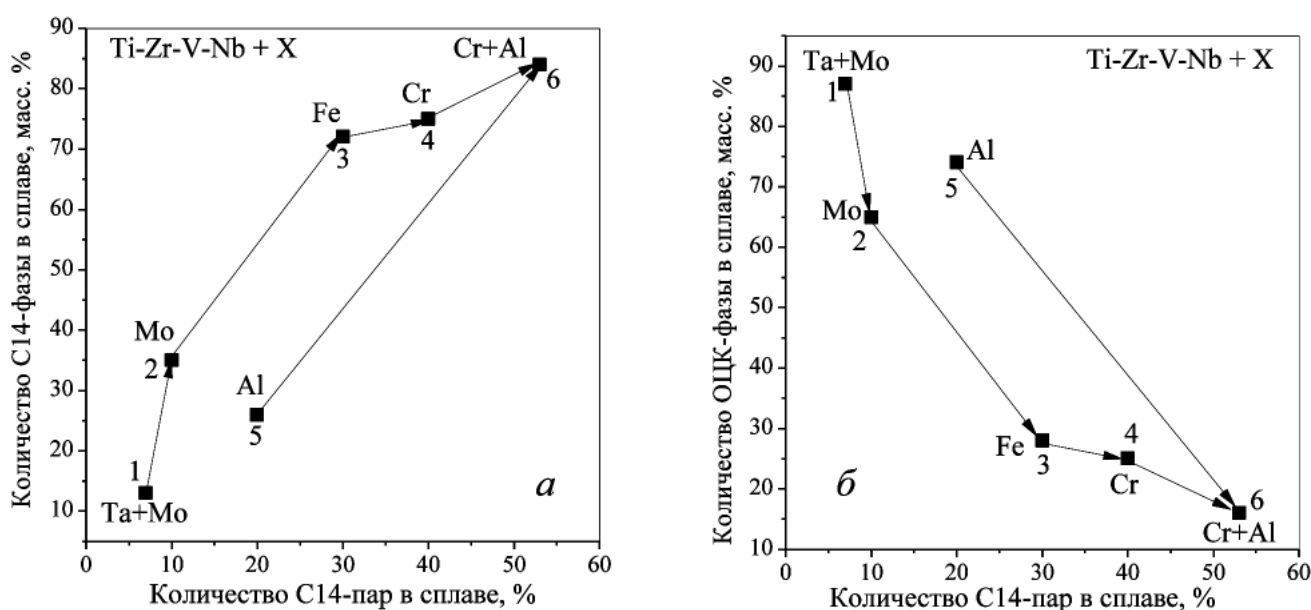 Количество C14-фазы в сплаве, масс. %
90
80
70
60
50
40
30
20
10
Ti-Zr-V-Nb + X
Cr+Al
6
Fe
3
Cr
4
Mo
2
Al
5
1
Ta+Mo
а
0 10 20 30 40 50 60
Количество C14-пар в сплаве, %
Количество ОЦК-фазы в сплаве, масс. %
90
80
70
60
50
40
30
20
10
Ta+Mo
1
Ti-Zr-V-Nb + X
Al
5
Mo
2
Fe
3
4
Cr
6
Cr+Al
б
0 10 20 30 40 50 60
Количество C14-пар в сплаве, %